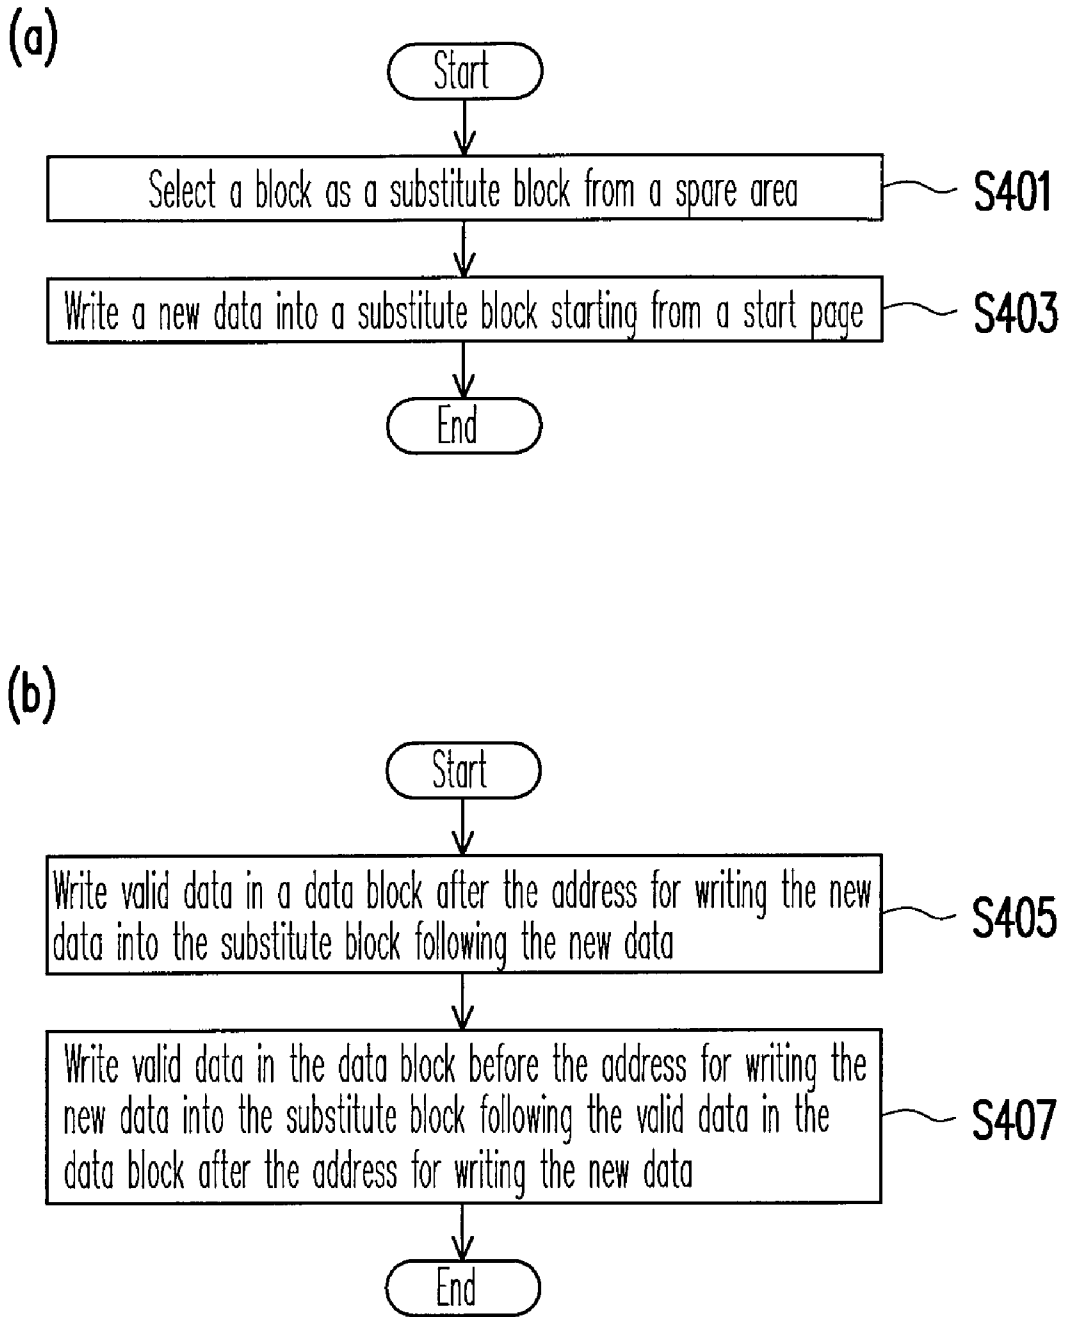 (a)
Start
Select a block as a substitute block from a spare area
S401
Write a new data into a substitute block starting from a start page
S403
End
(b)
Start
Write valid data in a data block after the address for writing the new
data into the substitute block following the new data
S405
Write valid data in the data block before the address for writing the
new data into the substitute block following the valid data in the
data block after the address for writing the new data
S407
End